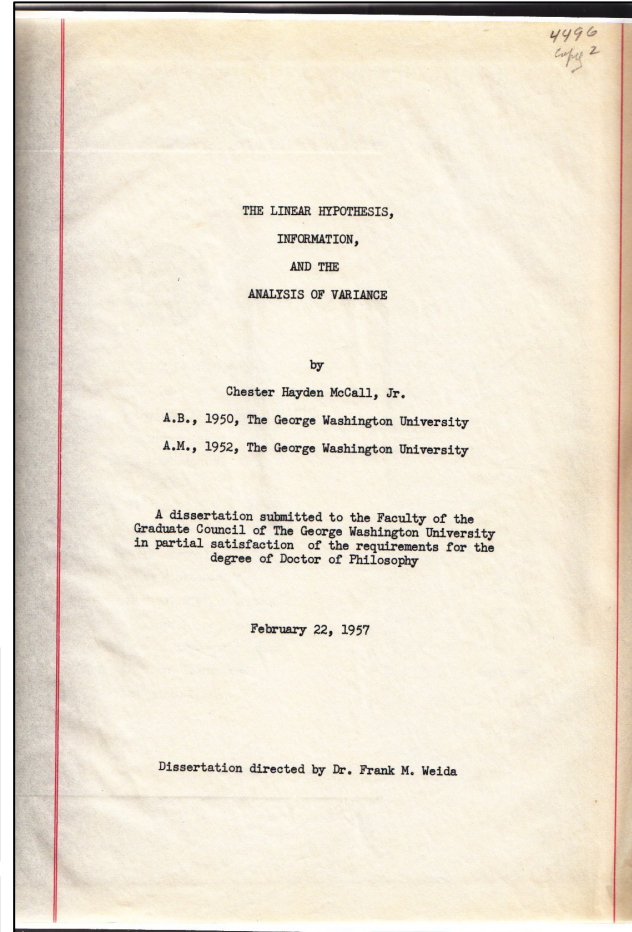 4496
Copy 2
THE LINEAR HYPOTHESIS,
INFORMATION,
AND THE
ANALYSIS OF VARIANCE
by
Chester Hayden McCall, Jr.
A.B., 1950, The George Washington University
A.M., 1952, The George Washington University
A dissertation submitted to the Faculty of the
Graduate Council of The George Washington University
in partial satisfaction of the requirements for the
degree of Doctor of Philosophy
February 22, 1957
Dissertation directed by Dr. Frank M. Weida